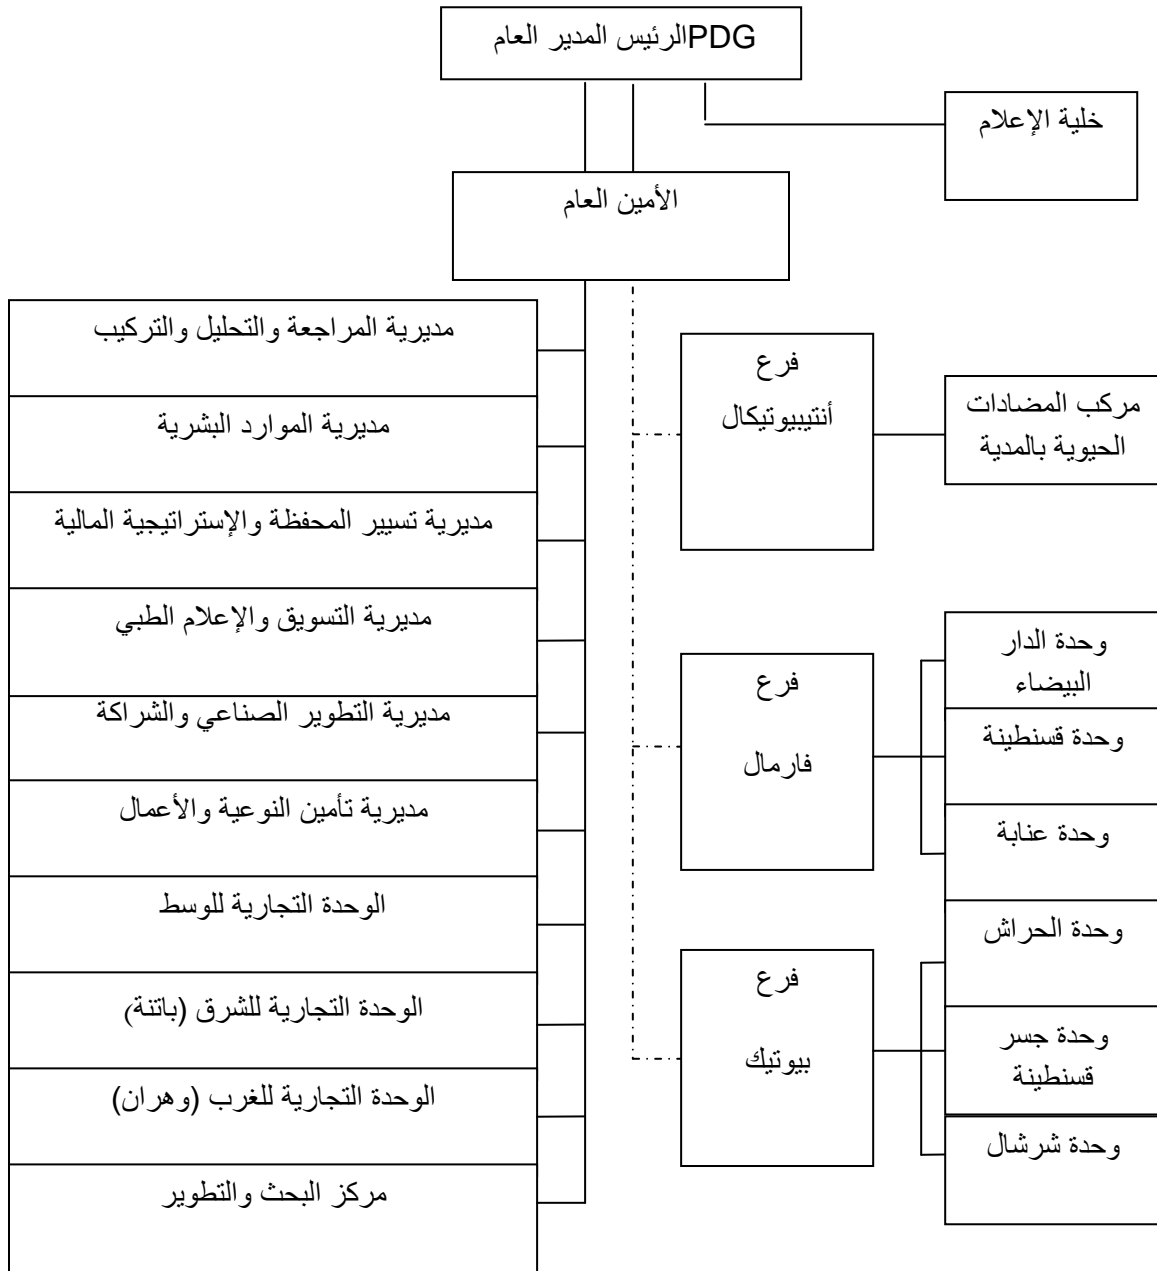 PDGالرئيس المدير العام
خلية الإعلام
الأمين العام
فرع
أنتيبيوتيكال
مركب المضادات
الحيوية بالمدية
فرع
فارمال
وحدة الدار
البيضاء
وحدة قسنطينة
وحدة عنابة
فرع
بيوتيك
وحدة الحراش
وحدة جسر
قسنطينة
وحدة شرشال
مديرية المراجعة والتحليل والتركيب
مديرية الموارد البشرية
مديرية تسيير المحفظة والإستراتيجية المالية
مديرية التسويق والإعلام الطبي
مديرية التطوير الصناعي والشراكة
مديرية تأمين النوعية والأعمال
الوحدة التجارية للوسط
الوحدة التجارية للشرق (باتنة)
الوحدة التجارية للغرب (وهران)
مركز البحث والتطوير